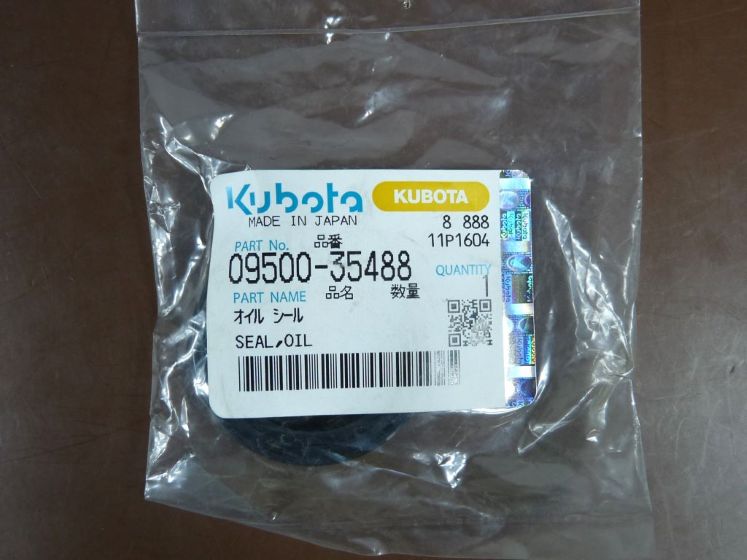 Kubota KUBOTA
MADE IN JAPAN 8 888
PART No. 品番 11P1604
09500-35488 QUANTITY
PART NAME 品名 数量 1
オイル シール
SEAL,OIL